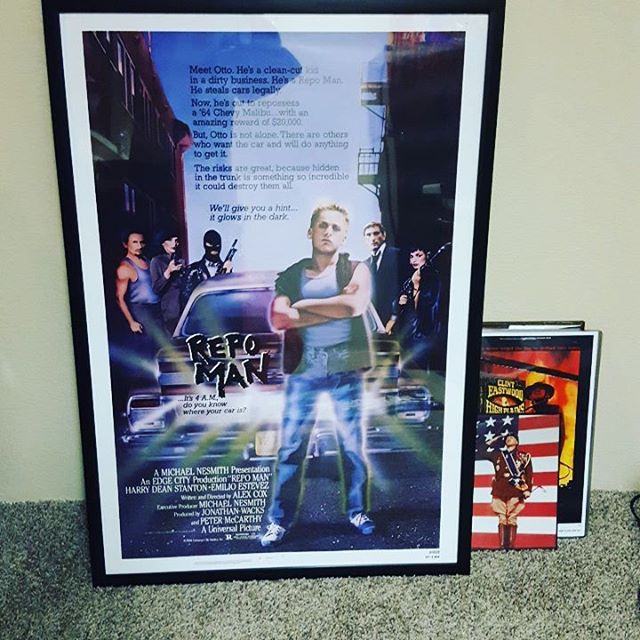 Meet Otto. He's a clean-cut kid
in a dirty business. He's a Repo Man.
He steals cars legally.
Now, he's out to repossess
a '64 Chevy Malibu...with an
amazing reward of $20,000.
But, Otto is not alone. There are others
who want the car and will do anything
to get it.
The risks are great, because hidden
in the trunk is something so incredible
it could destroy them all.
We'll give you a hint...
it glows in the dark.
REPO
MAN
...It's 4 A.M.,
do you know
where your car is?
A MICHAEL NESMITH Presentation
An EDGE CITY Production "REPO MAN"
HARRY DEAN STANTON • EMILIO ESTEVEZ
Written and Directed by ALEX COX
Executive Producer MICHAEL NESMITH
Produced by JONATHAN WACKS
and PETER McCARTHY
A Universal Picture
R
CLINT
EASTWOOD
HIGH PLAINS